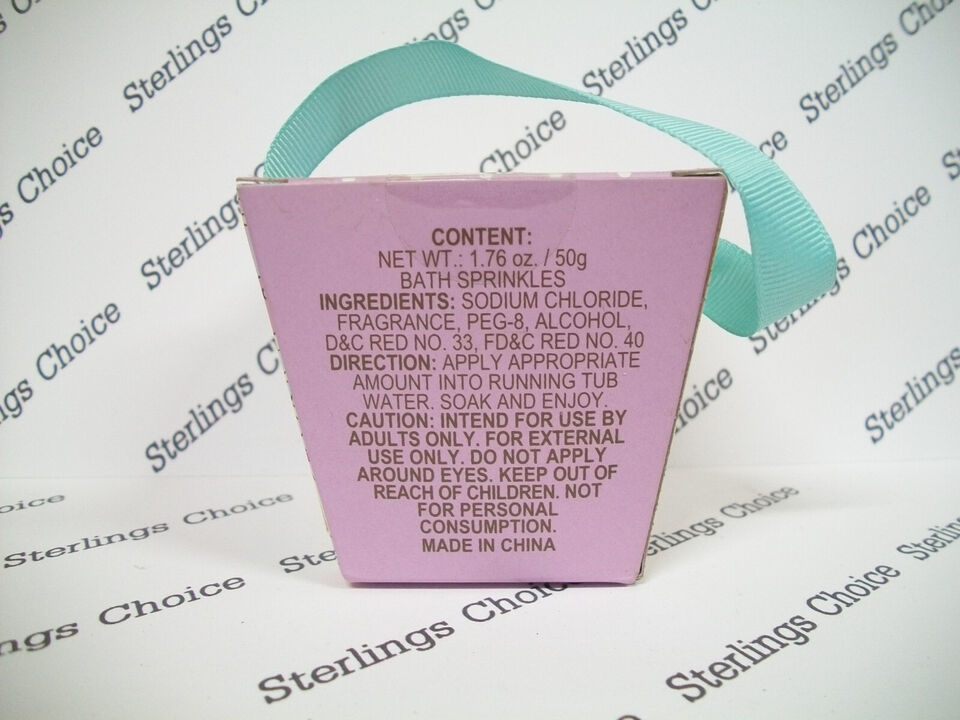 Sterlings Choice
Sterlings Choice
Sterlings Choice
Choice
Sterlings
CONTENT:
NET WT.: 1.76 oz. / 50g
BATH SPRINKLES
INGREDIENTS: SODIUM CHLORIDE,
FRAGRANCE, PEG-8, ALCOHOL,
D&C RED NO. 33, FD&C RED NO. 40
DIRECTION: APPLY APPROPRIATE
AMOUNT INTO RUNNING TUB
WATER. SOAK AND ENJOY.
CAUTION: INTEND FOR USE BY
ADULTS ONLY. FOR EXTERNAL
USE ONLY. DO NOT APPLY
AROUND EYES. KEEP OUT OF
REACH OF CHILDREN. NOT
FOR PERSONAL
CONSUMPTION.
MADE IN CHINA
Sterlings Choice
Sterlings Choice
Sterlings Choice
Sterlings Choice